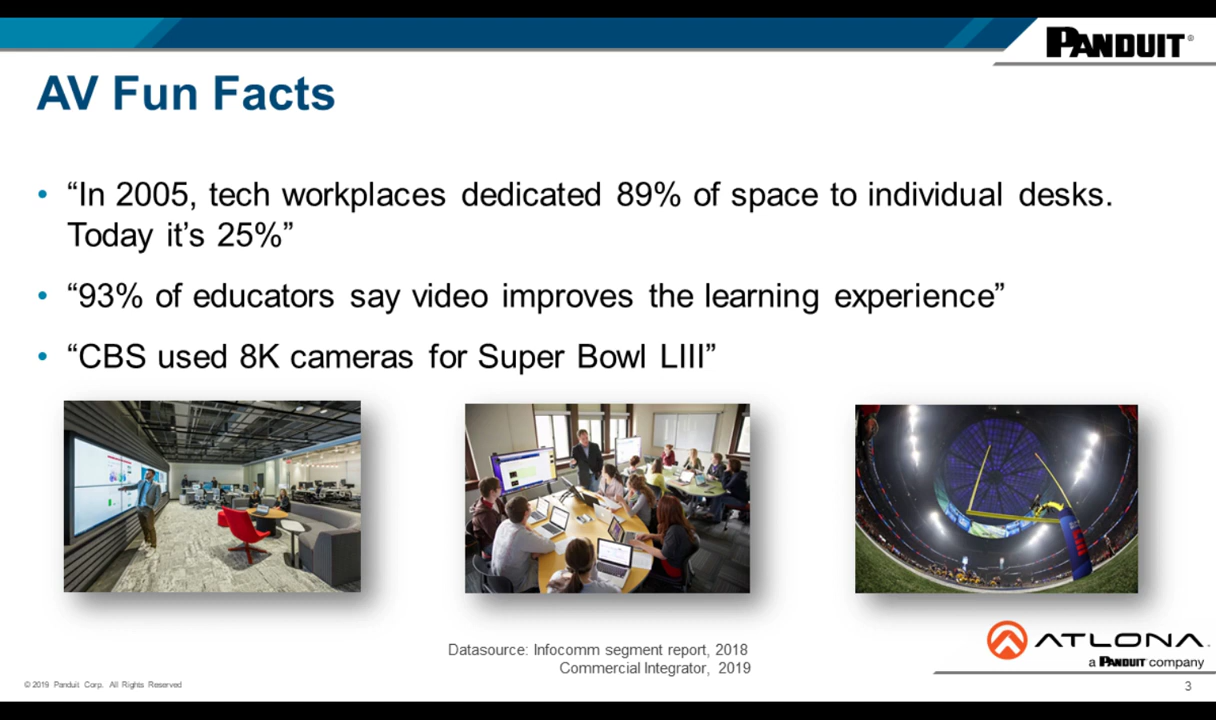 PANDUIT®
AV Fun Facts
• “In 2005, tech workplaces dedicated 89% of space to individual desks.
Today it’s 25%”
• “93% of educators say video improves the learning experience”
• “CBS used 8K cameras for Super Bowl LIII”
Datasource: Infocomm segment report, 2018
Commercial Integrator, 2019
ATLONA.
a PANDUIT company
© 2019 Panduit Corp. All Rights Reserved
3